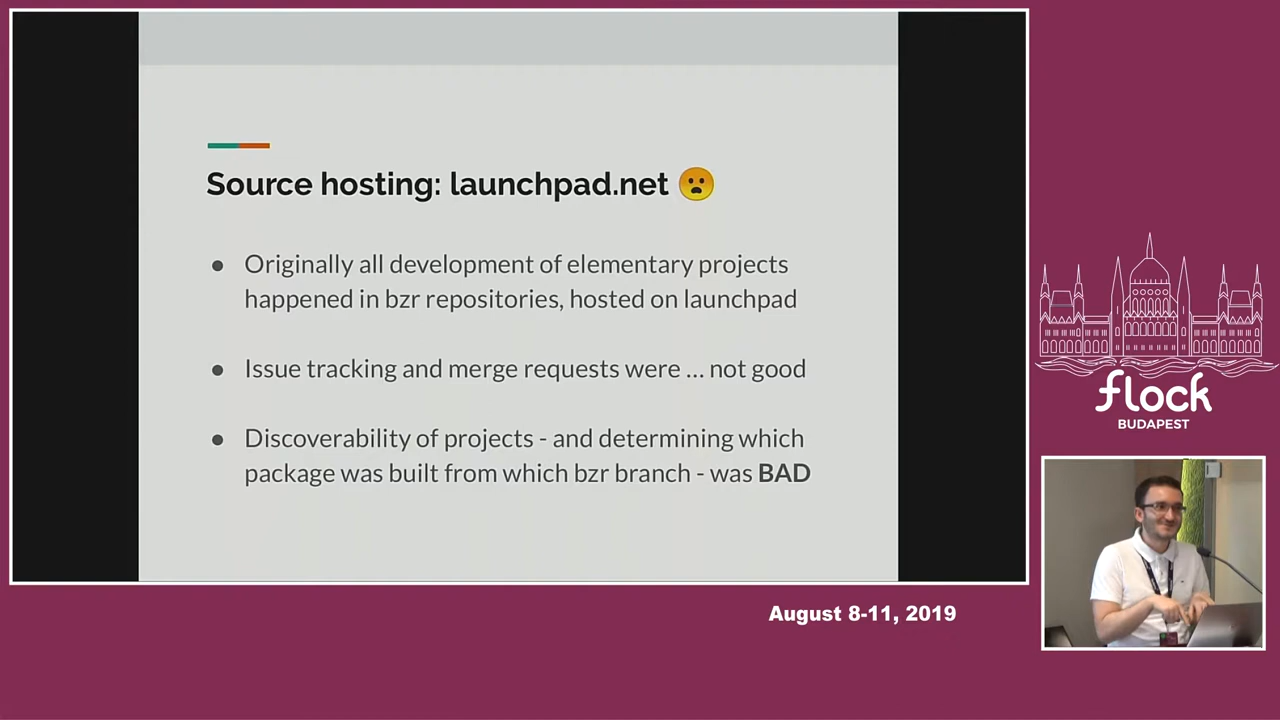 Source hosting: launchpad.net 😮
● Originally all development of elementary projects
happened in bzr repositories, hosted on launchpad
● Issue tracking and merge requests were ... not good
● Discoverability of projects - and determining which
package was built from which bzr branch - was BAD
flock
BUDAPEST
August 8-11, 2019